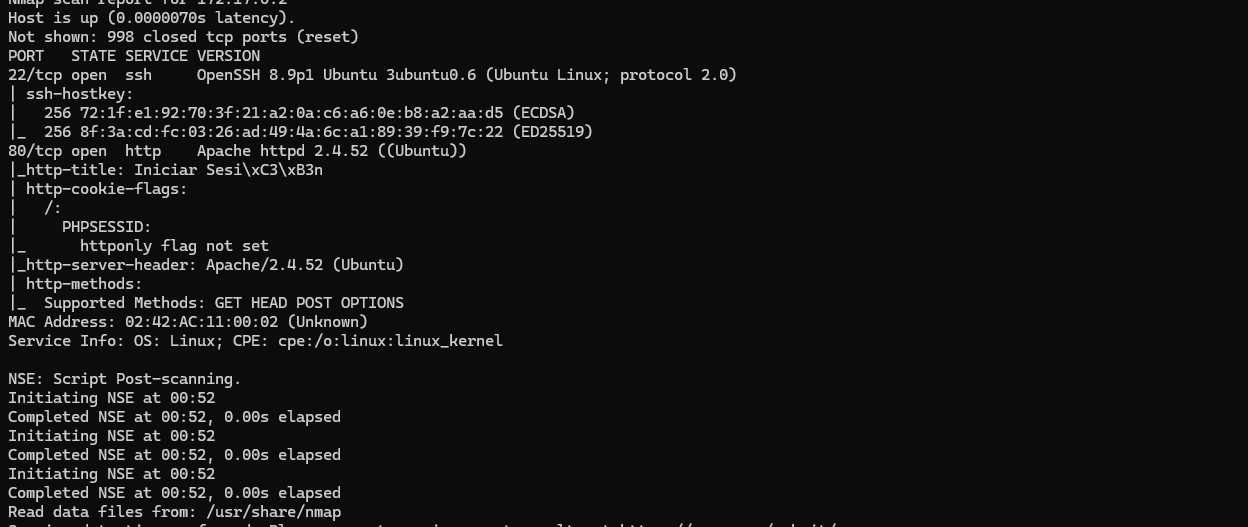 Nmap scan report for 172.17.0.2
Host is up (0.0000070s latency).
Not shown: 998 closed tcp ports (reset)
PORT   STATE SERVICE VERSION
22/tcp open  ssh     OpenSSH 8.9p1 Ubuntu 3ubuntu0.6 (Ubuntu Linux; protocol 2.0)
| ssh-hostkey:
|   256 72:1f:e1:92:70:3f:21:a2:0a:c6:a6:0e:b8:a2:aa:d5 (ECDSA)
|_  256 8f:3a:cd:fc:03:26:ad:49:4a:6c:a1:89:39:f9:7c:22 (ED25519)
80/tcp open  http    Apache httpd 2.4.52 ((Ubuntu))
|_http-title: Iniciar Sesi\xC3\xB3n
| http-cookie-flags:
|   /:
|     PHPSESSID:
|_      httponly flag not set
|_http-server-header: Apache/2.4.52 (Ubuntu)
| http-methods:
|_  Supported Methods: GET HEAD POST OPTIONS
MAC Address: 02:42:AC:11:00:02 (Unknown)
Service Info: OS: Linux; CPE: cpe:/o:linux:linux_kernel

NSE: Script Post-scanning.
Initiating NSE at 00:52
Completed NSE at 00:52, 0.00s elapsed
Initiating NSE at 00:52
Completed NSE at 00:52, 0.00s elapsed
Initiating NSE at 00:52
Completed NSE at 00:52, 0.00s elapsed
Read data files from: /usr/share/nmap